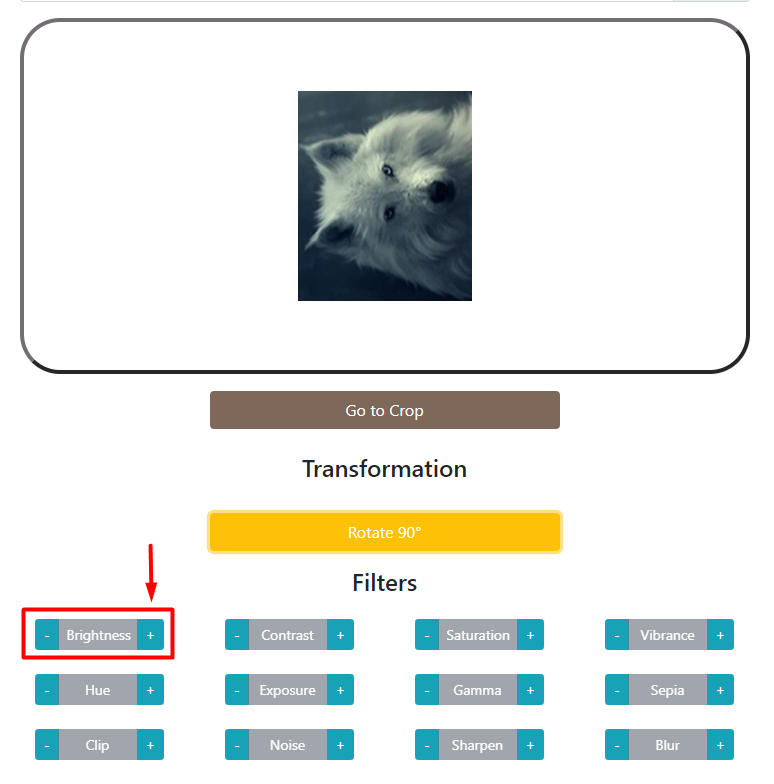 Go to Crop
Transformation
Rotate 90°
Filters
- Brightness + - Contrast + - Saturation + - Vibrance +
- Hue + - Exposure + - Gamma + - Sepia +
- Clip + - Noise + - Sharpen + - Blur +